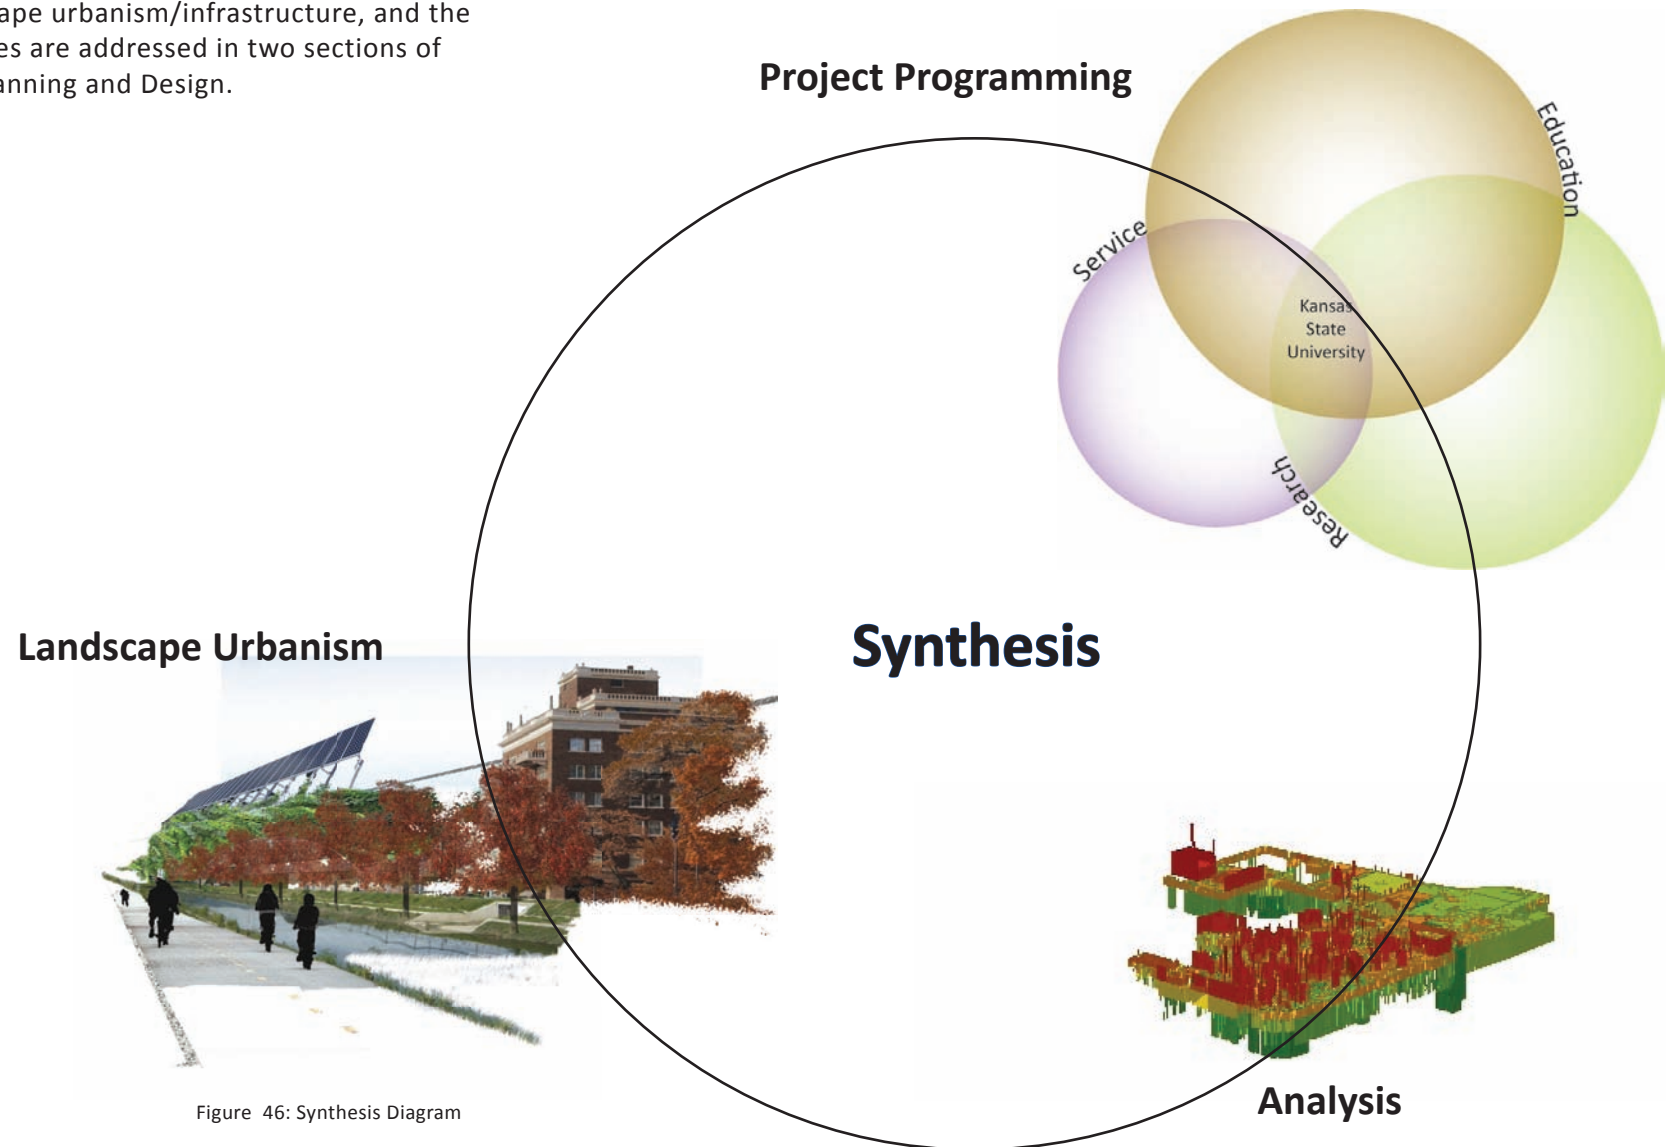 ape urbanism/infrastructure, and the
es are addressed in two sections of
anning and Design.
Project Programming
Education
Service
Kansas
State
University
Research
Landscape Urbanism
Synthesis
Analysis
Figure 46: Synthesis Diagram